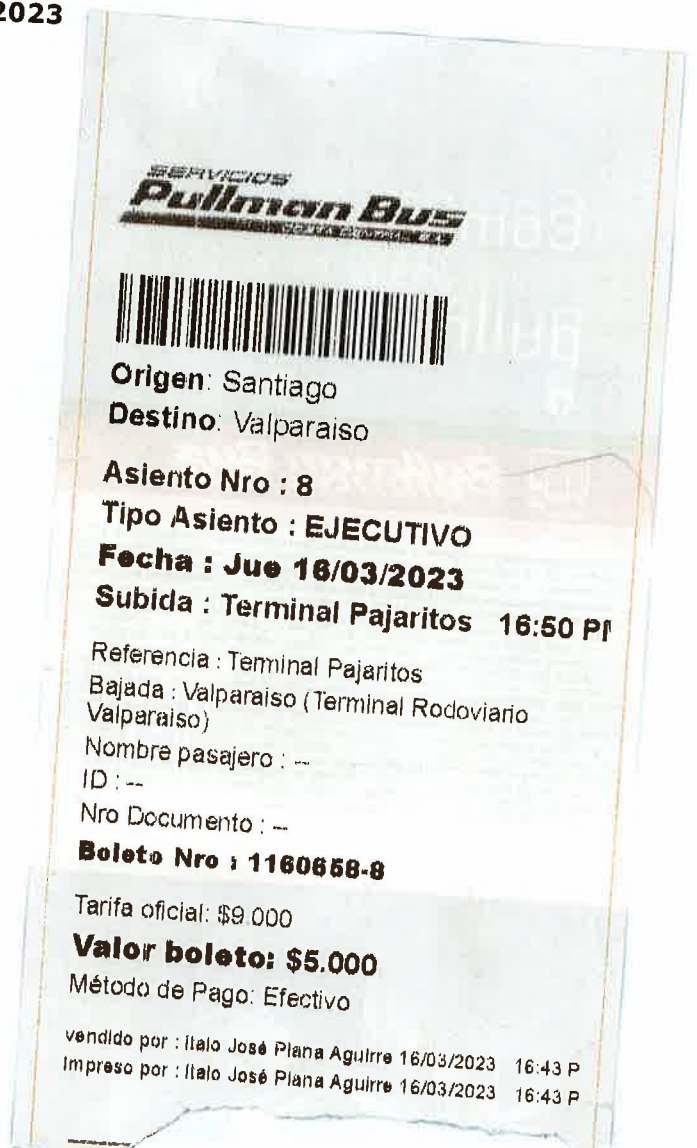 2023
SERVICIOS
Pullman Bus
COSTA CENTRAL S.A.
Origen: Santiago
Destino: Valparaiso
Asiento Nro : 8
Tipo Asiento : EJECUTIVO
Fecha : Jue 16/03/2023
Subida : Terminal Pajaritos 16:50 PM
Referencia : Terminal Pajaritos
Bajada : Valparaiso (Terminal Rodoviario
Valparaiso)
Nombre pasajero : --
ID : --
Nro Documento : --
Boleto Nro : 1160658-8
Tarifa oficial: $9.000
Valor boleto: $5.000
Método de Pago: Efectivo
vendido por : Italo José Plana Aguirre 16/03/2023 16:43 P
Impreso por : Italo José Plana Aguirre 16/03/2023 16:43 P